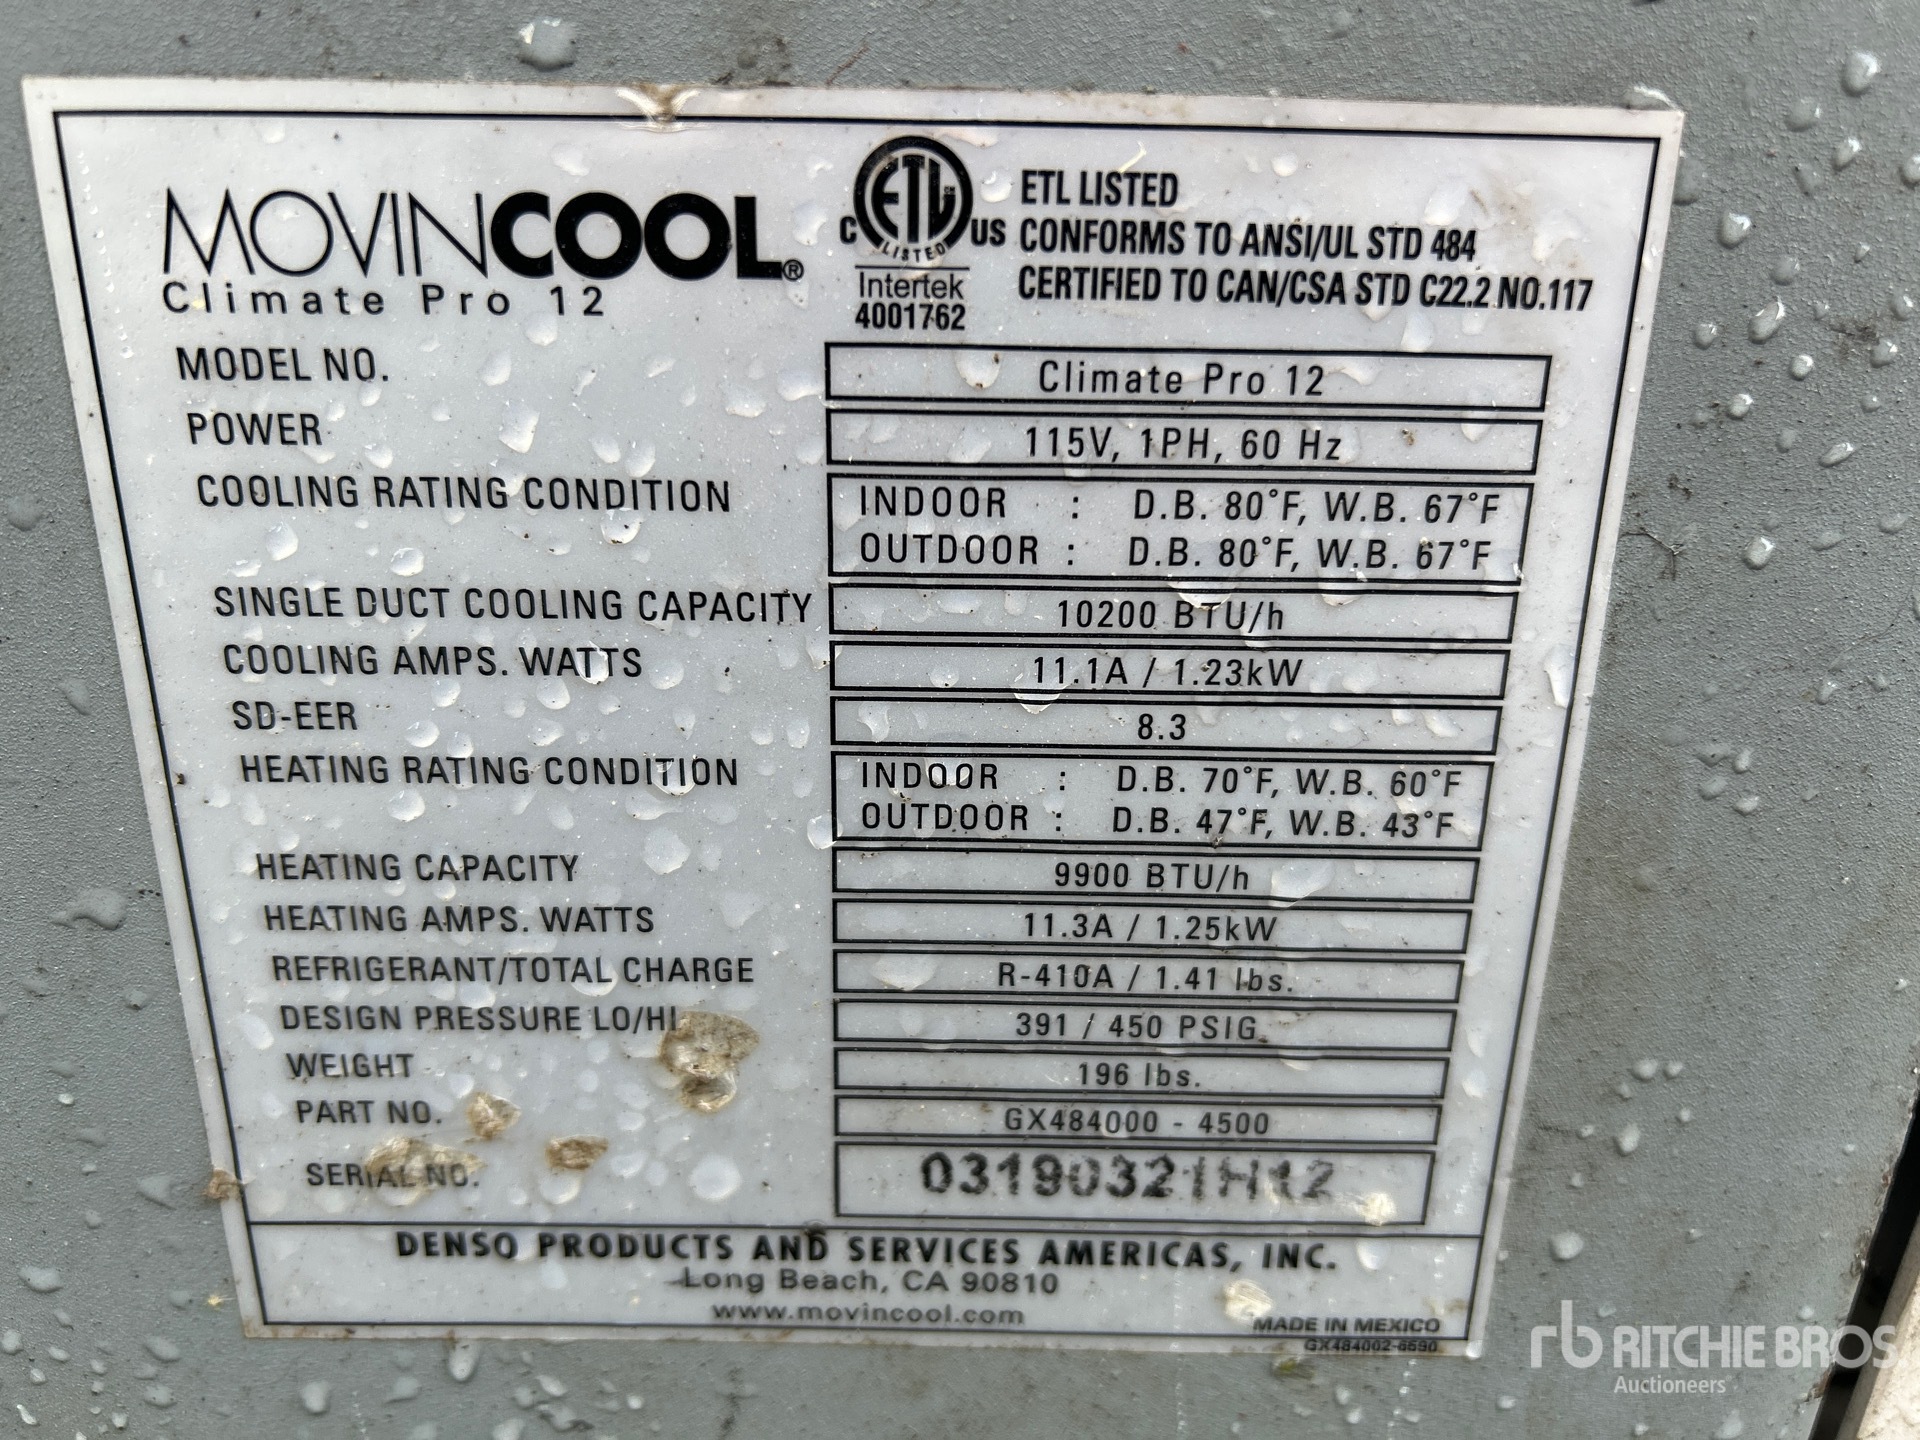 MOVINCOOL®
Climate Pro 12
C ETL LISTED US
Intertek
4001762
ETL LISTED
CONFORMS TO ANSI/UL STD 484
CERTIFIED TO CAN/CSA STD C22.2 NO.117
MODEL NO. Climate Pro 12
POWER 115V, 1PH, 60 Hz
COOLING RATING CONDITION INDOOR : D.B. 80°F, W.B. 67°F
OUTDOOR : D.B. 80°F, W.B. 67°F
SINGLE DUCT COOLING CAPACITY 10200 BTU/h
COOLING AMPS. WATTS 11.1A / 1.23kW
SD-EER 8.3
HEATING RATING CONDITION INDOOR : D.B. 70°F, W.B. 60°F
OUTDOOR : D.B. 47°F, W.B. 43°F
HEATING CAPACITY 9900 BTU/h
HEATING AMPS. WATTS 11.3A / 1.25kW
REFRIGERANT/TOTAL CHARGE R-410A / 1.41 lbs.
DESIGN PRESSURE LO/HI 391 / 450 PSIG
WEIGHT 196 lbs.
PART NO. GX484000 - 4500
SERIAL NO. 03190321H12
DENSO PRODUCTS AND SERVICES AMERICAS, INC.
Long Beach, CA 90810
www.movincool.com
MADE IN MEXICO
GX484002-6590
rb RITCHIE BROS
Auctioneers